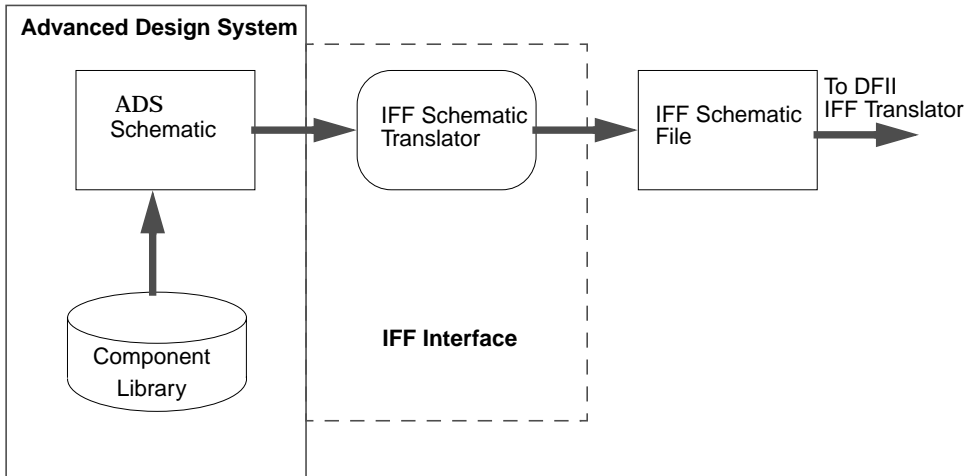 Advanced Design System
ADS
Schematic
IFF Schematic
Translator
IFF Schematic
File
To DFII
IFF Translator
Component
Library
IFF Interface